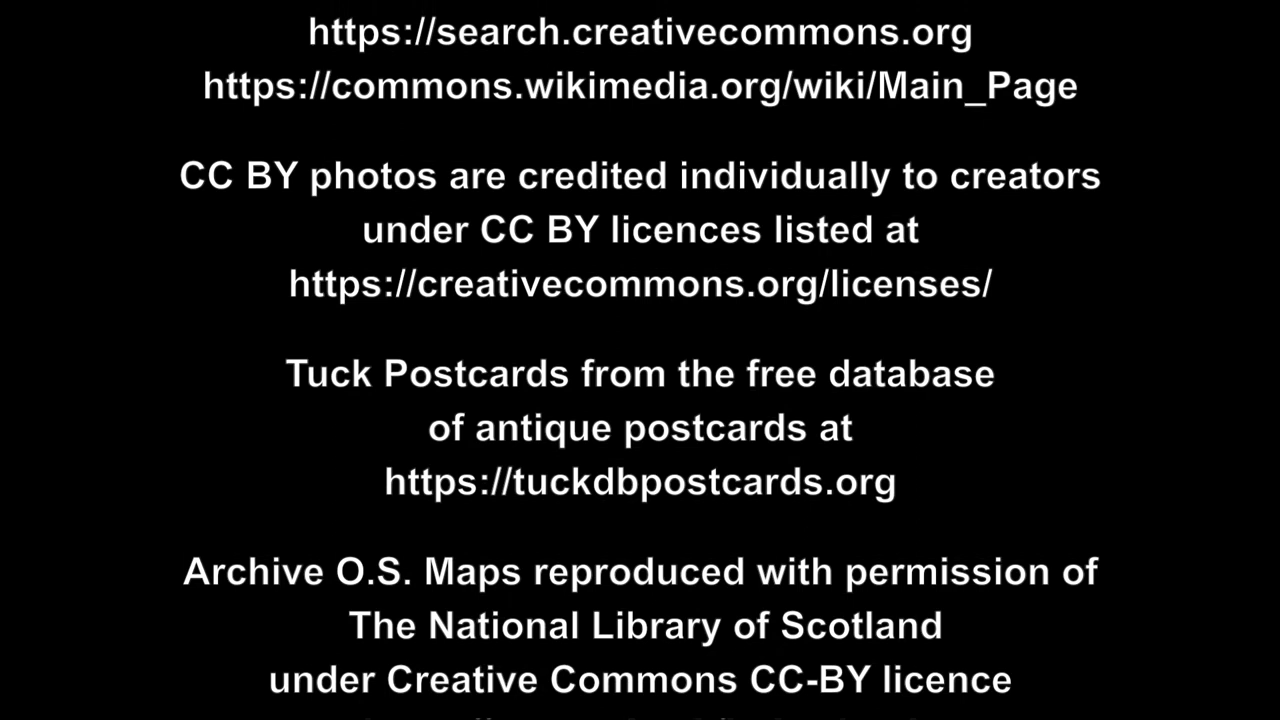 https://search.creativecommons.org
https://commons.wikimedia.org/wiki/Main_Page
CC BY photos are credited individually to creators
under CC BY licences listed at
https://creativecommons.org/licenses/
Tuck Postcards from the free database
of antique postcards at
https://tuckdbpostcards.org
Archive O.S. Maps reproduced with permission of
The National Library of Scotland
under Creative Commons CC-BY licence